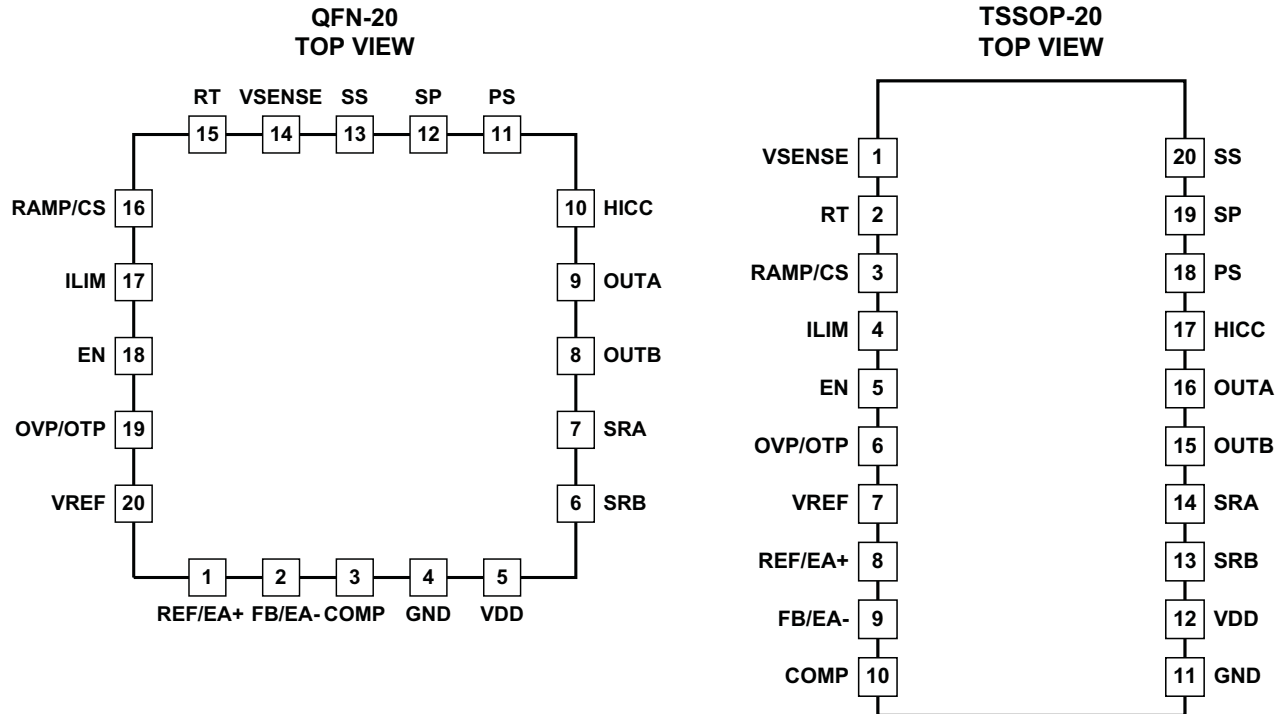 QFN-20
TOP VIEW
RT VSENSE SS SP PS
15 14 13 12 11
RAMP/CS 16
ILIM 17
EN 18
OVP/OTP 19
VREF 20
10 HICC
9 OUTA
8 OUTB
7 SRA
6 SRB
1 2 3 4 5
REF/EA+ FB/EA- COMP GND VDD
TSSOP-20
TOP VIEW
VSENSE 1
RT 2
RAMP/CS 3
ILIM 4
EN 5
OVP/OTP 6
VREF 7
REF/EA+ 8
FB/EA- 9
COMP 10
20 SS
19 SP
18 PS
17 HICC
16 OUTA
15 OUTB
14 SRA
13 SRB
12 VDD
11 GND